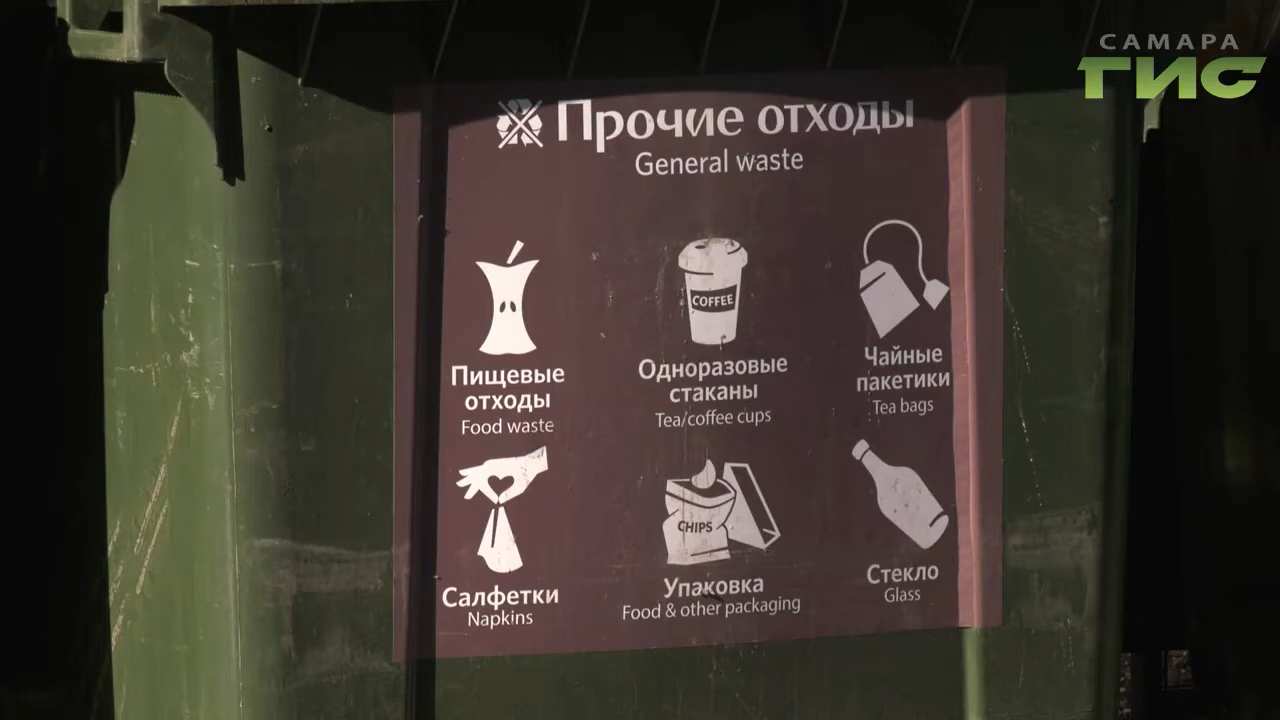 САМАРА
ГИС
Прочие отходы
General waste
COFFEE
Пищевые
отходы
Food waste
Одноразовые
стаканы
Tea/coffee cups
Чайные
пакетики
Tea bags
CHIPS
Салфетки
Napkins
Упаковка
Food & other packaging
Стекло
Glass